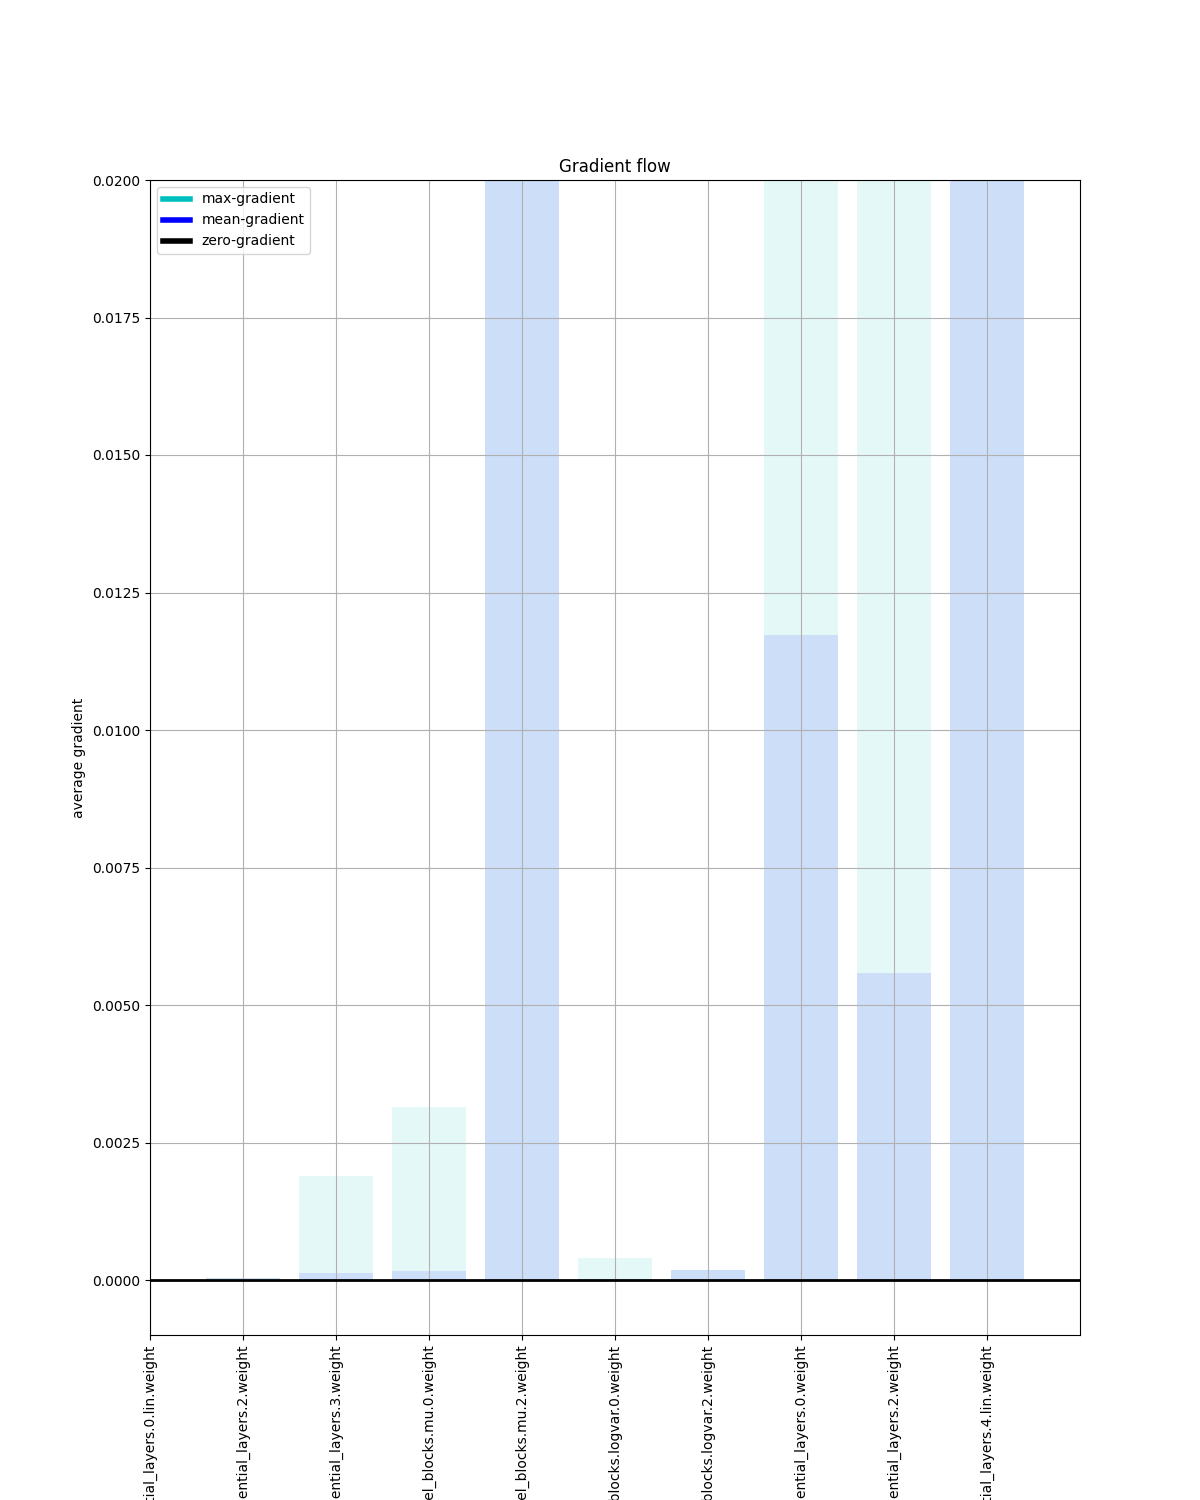 Gradient flow
max-gradient
mean-gradient
zero-gradient
0.0200
0.0175
0.0150
0.0125
0.0100
0.0075
0.0050
0.0025
0.0000
average gradient
tial_layers.0.lin.weight
ential_layers.2.weight
ential_layers.3.weight
el_blocks.mu.0.weight
el_blocks.mu.2.weight
blocks.logvar.0.weight
blocks.logvar.2.weight
ential_layers.0.weight
ential_layers.2.weight
tial_layers.4.lin.weight